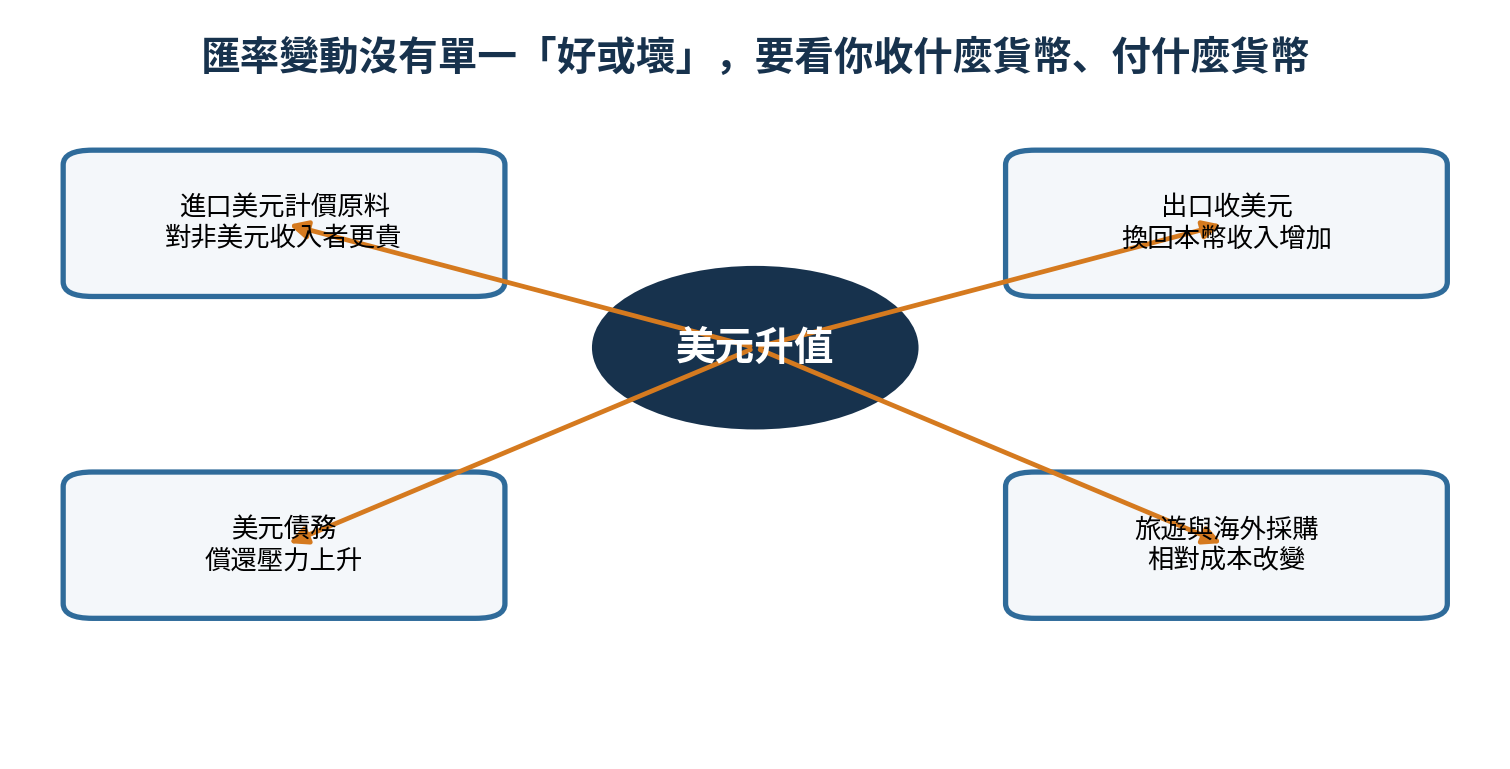 匯率變動沒有單一「好或壞」，要看你收什麼貨幣、付什麼貨幣
進口美元計價原料
對非美元收入者更貴
出口收美元
換回本幣收入增加
美元升值
美元債務
償還壓力上升
旅遊與海外採購
相對成本改變